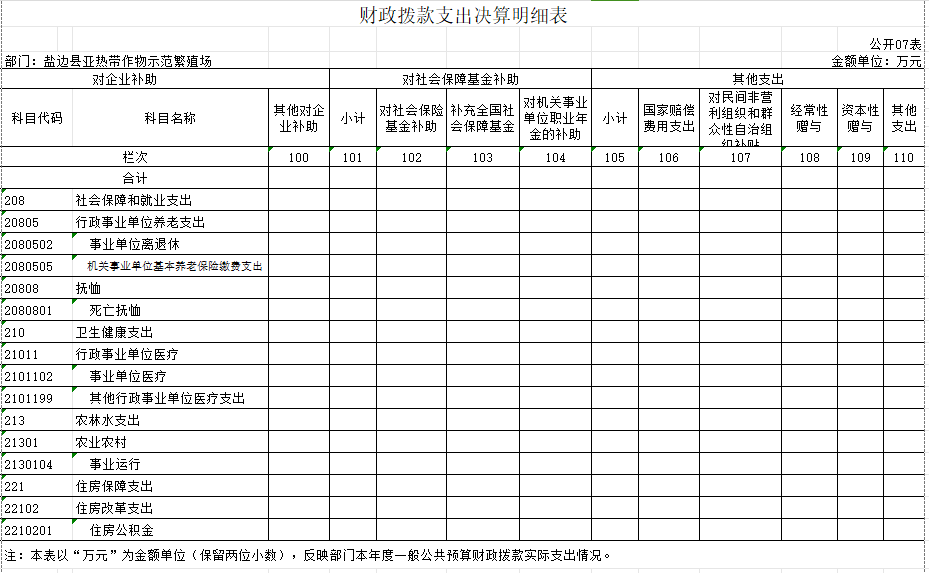 财政拨款支出决算明细表
公开07表
部门：盐边县亚热带作物示范繁殖场 金额单位：万元
对企业补助 对社会保障基金补助 其他支出
科目代码 科目名称 其他对企业补助 小计 对社会保险基金补助 补充全国社会保障基金 对机关事业单位职业年金的补助 小计 国家赔偿费用支出 对民间非营利组织和群众性自治组织补贴 经常性赠与 资本性赠与 其他支出
栏次 100 101 102 103 104 105 106 107 108 109 110
合计
208 社会保障和就业支出
20805 行政事业单位养老支出
2080502 事业单位离退休
2080505 机关事业单位基本养老保险缴费支出
20808 抚恤
2080801 死亡抚恤
210 卫生健康支出
21011 行政事业单位医疗
2101102 事业单位医疗
2101199 其他行政事业单位医疗支出
213 农林水支出
21301 农业农村
2130104 事业运行
221 住房保障支出
22102 住房改革支出
2210201 住房公积金
注：本表以“万元”为金额单位（保留两位小数），反映部门本年度一般公共预算财政拨款实际支出情况。